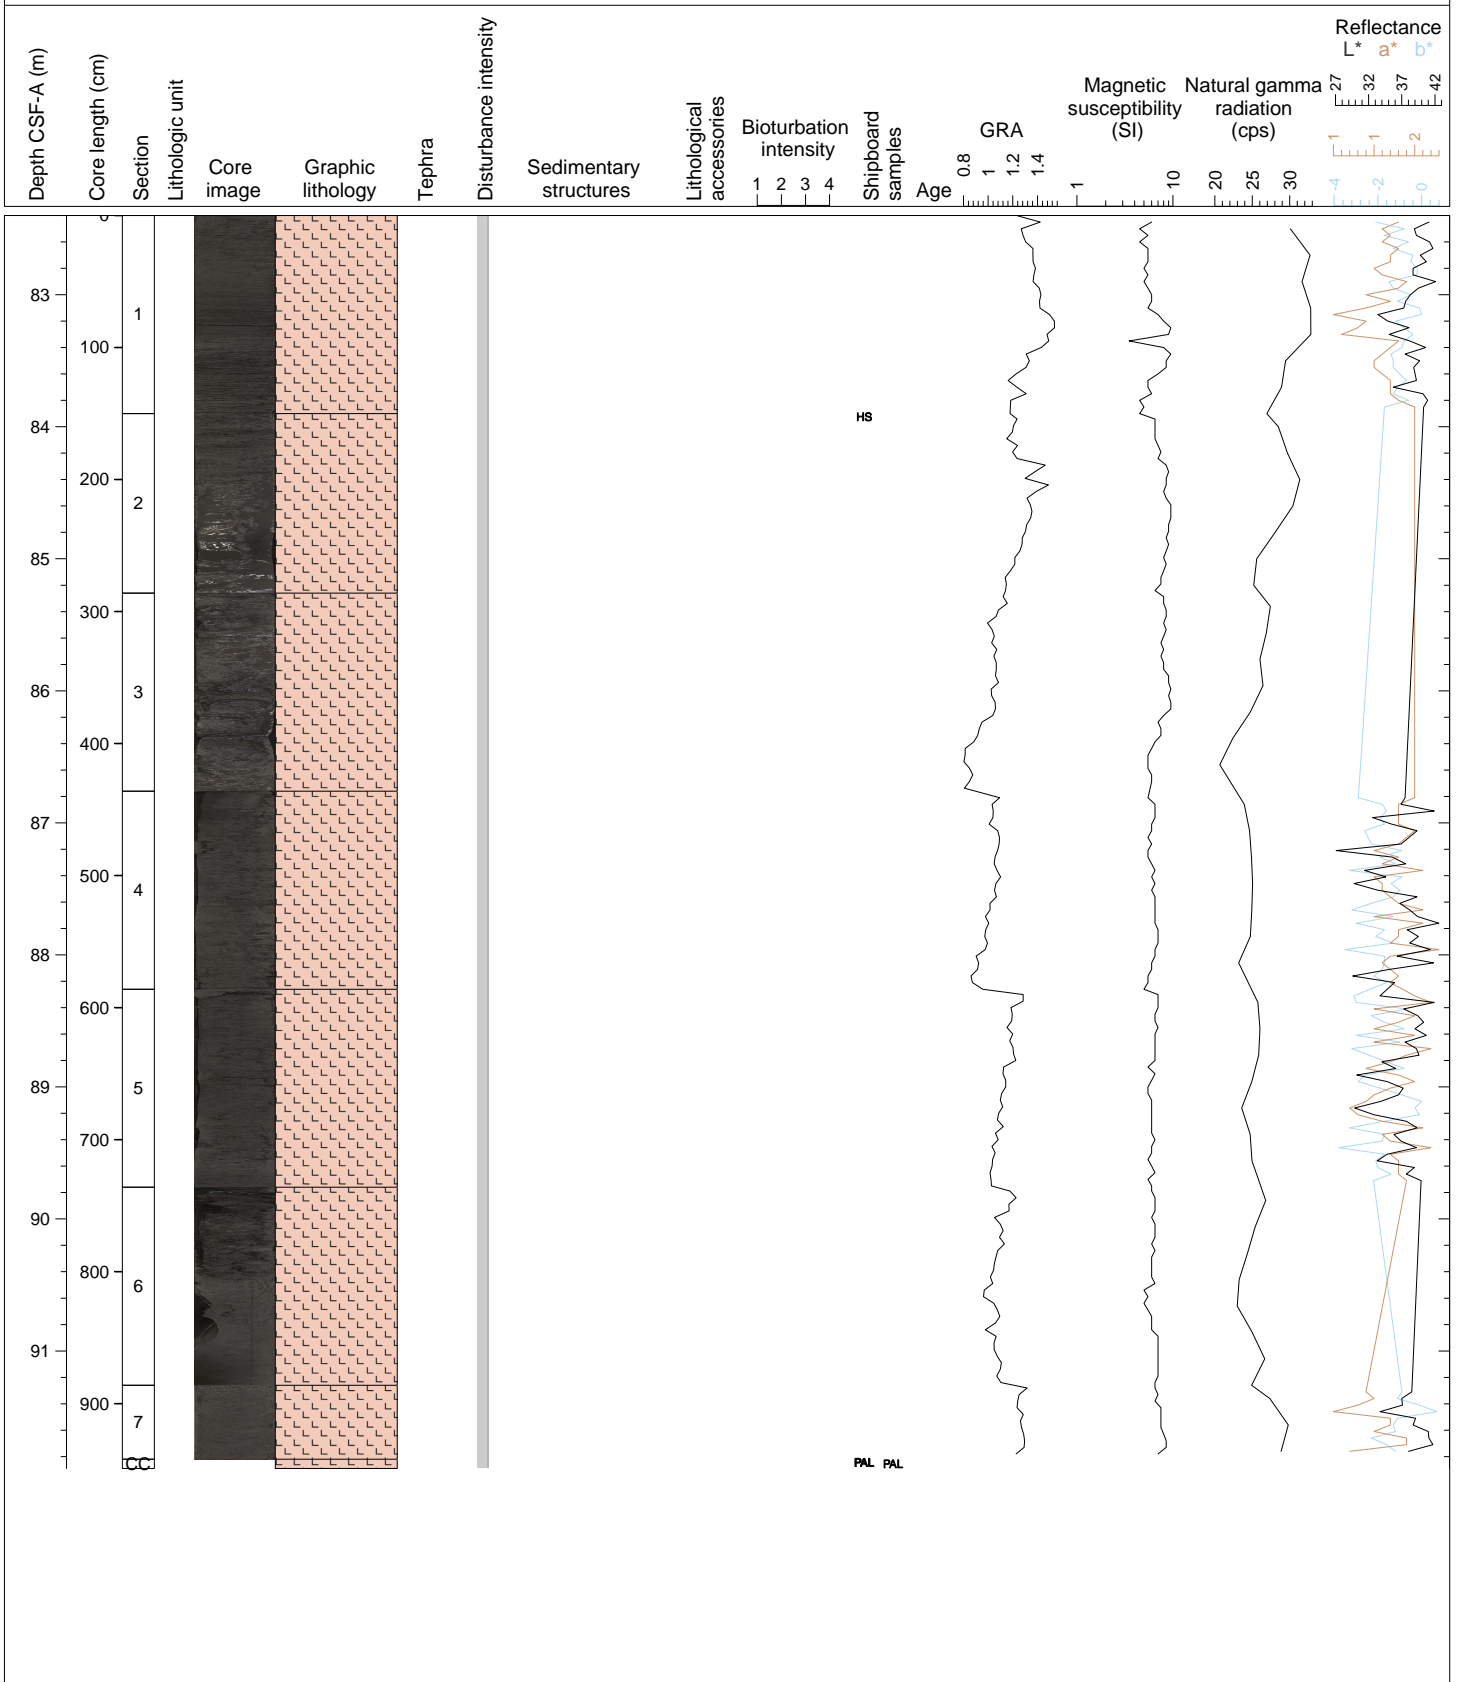 Depth CSF-A (m)
Core length (cm)
Section
Lithologic unit
Core
image
Graphic
lithology
Tephra
Disturbance intensity
Sedimentary
structures
Lithological
accessories
Bioturbation
intensity
1 2 3 4
Shipboard
samples
Age
GRA
0.8 1 1.2 1.4
Magnetic
susceptibility
(SI)
1 10
Natural gamma
radiation
(cps)
20 25 30
Reflectance
L* a* b*
27 32 37 42
1 1 2
-4 -2 0
0
83
1
100
HS
84
200
2
85
300
3
86
400
87
500
4
88
600
89
5
700
90
800
6
91
900
7
CC
PAL PAL